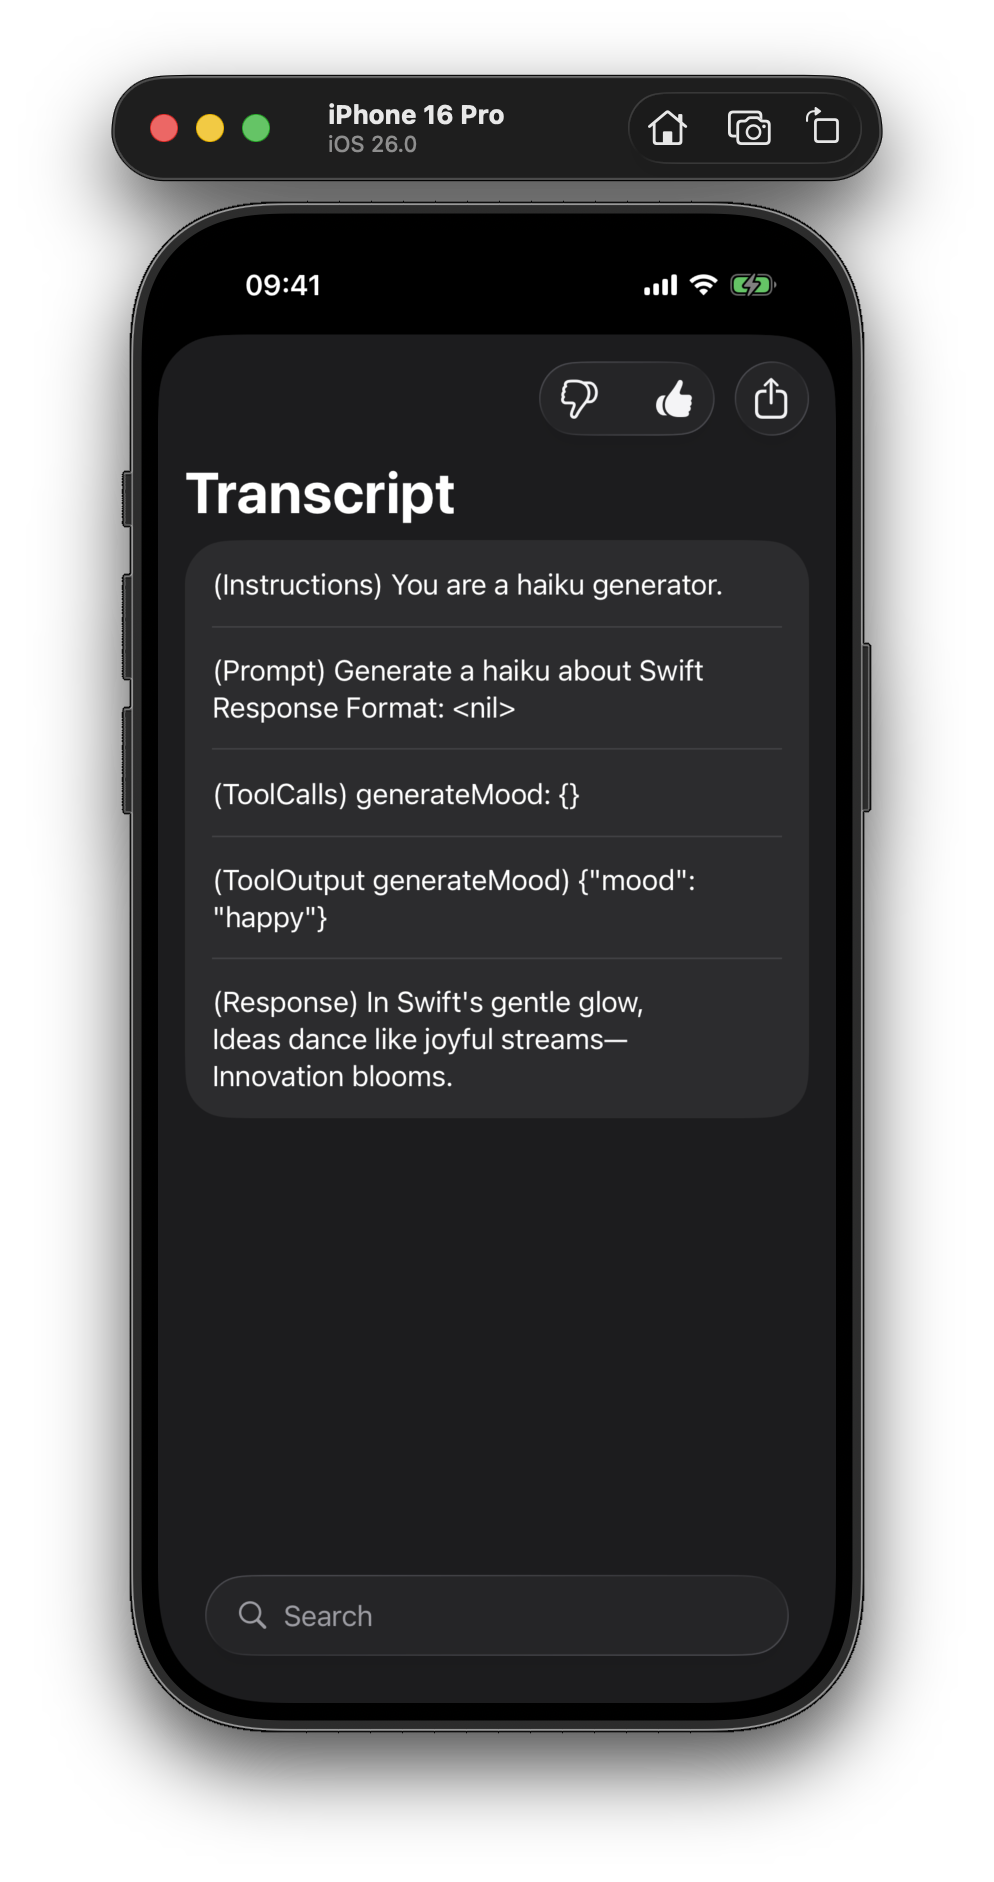 iPhone 16 Pro
iOS 26.0
09:41
Transcript
(Instructions) You are a haiku generator.
(Prompt) Generate a haiku about Swift
Response Format: <nil>
(ToolCalls) generateMood: {}
(ToolOutput generateMood) {"mood":
"happy"}
(Response) In Swift's gentle glow,
Ideas dance like joyful streams—
Innovation blooms.
Search